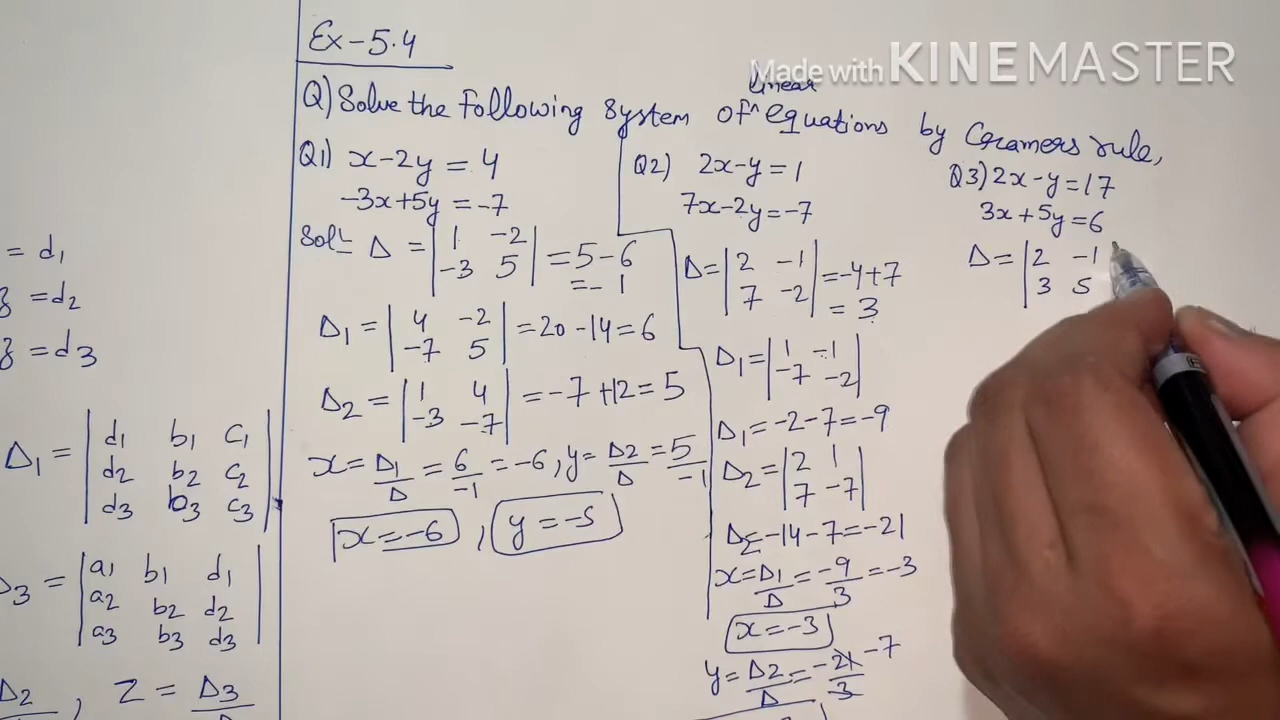 Made with KINEMASTER
= d1
z = d2
z = d3
Δ1 = | d1 b1 c1 |
| d2 b2 c2 |
| d3 b3 c3 |
Δ3 = | a1 b1 d1 |
| a2 b2 d2 |
| a3 b3 d3 |
Δ2 , Z = Δ3
Ex-5.4
Q) Solve the following system of ^ linear equations by Cramers rule,
Q1) x-2y = 4
-3x+5y = -7
Sol:- Δ = | 1 -2 |
| -3 5 | = 5-6
= -1
Δ1 = | 4 -2 |
| -7 5 | = 20-14 = 6
Δ2 = | 1 4 |
| -3 -7 | = -7+12 = 5
x = Δ1/Δ = 6/-1 = -6, y = Δ2/Δ = 5/-1
x = -6 , y = -5
Q2) 2x-y = 1
7x-2y = -7
Δ = | 2 -1 |
| 7 -2 | = -4+7
= 3
Δ1 = | 1 -1 |
| -7 -2 |
Δ1 = -2-7 = -9
Δ2 = | 2 1 |
| 7 -7 |
Δ2 = -14-7 = -21
x = Δ1/Δ = -9/3 = -3
x = -3
y = Δ2/Δ = -21/3 -7
Q3) 2x-y = 17
3x+5y = 6
Δ = | 2 -1
| 3 5